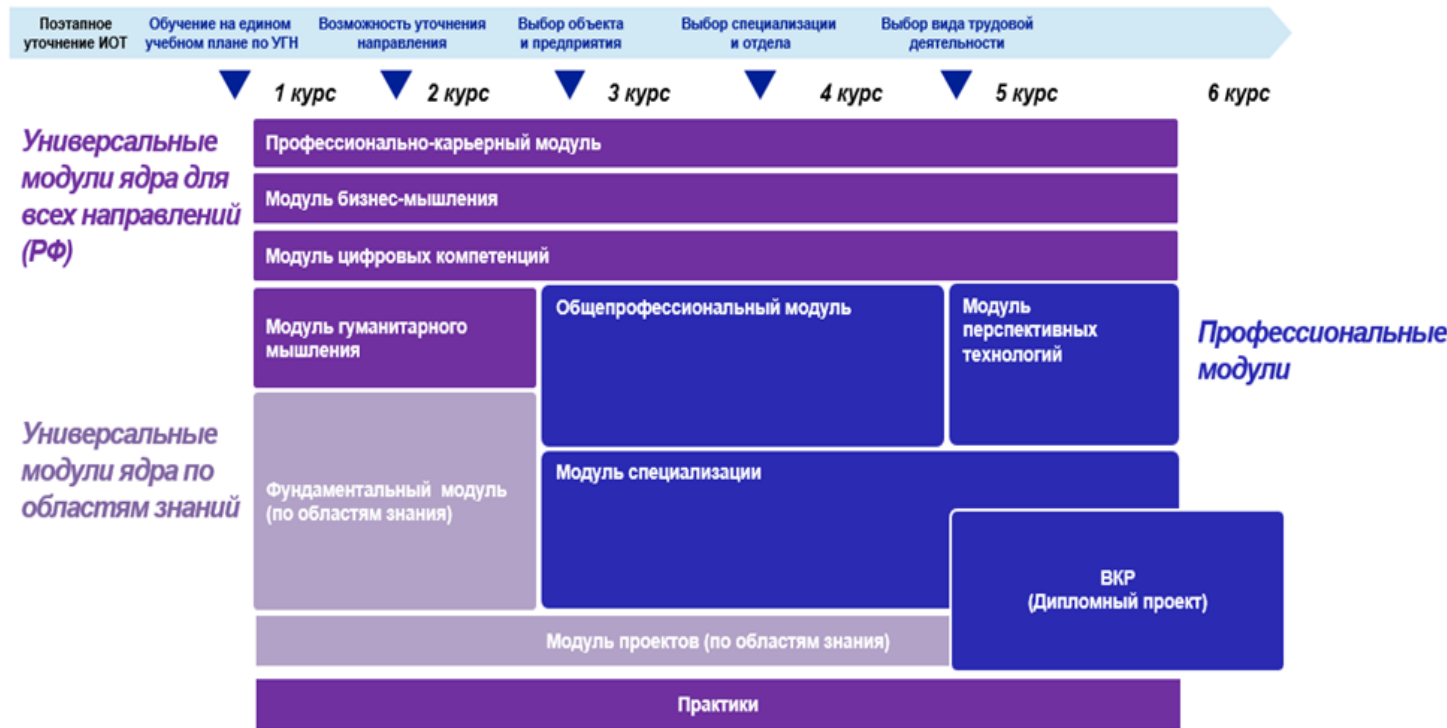 Поэтапное
уточнение ИОТ
Обучение на едином
учебном плане по УГН
Возможность уточнения
направления
Выбор объекта
и предприятия
Выбор специализации
и отдела
Выбор вида трудовой
деятельности
1 курс
2 курс
3 курс
4 курс
5 курс
6 курс
Универсальные
модули ядра для
всех направлений
(РФ)
Профессионально-карьерный модуль
Модуль бизнес-мышления
Модуль цифровых компетенций
Модуль гуманитарного
мышления
Общепрофессиональный модуль
Модуль
перспективных
технологий
Профессиональные
модули
Универсальные
модули ядра по
областям знаний
Фундаментальный модуль
(по областям знания)
Модуль специализации
ВКР
(Дипломный проект)
Модуль проектов (по областям знания)
Практики